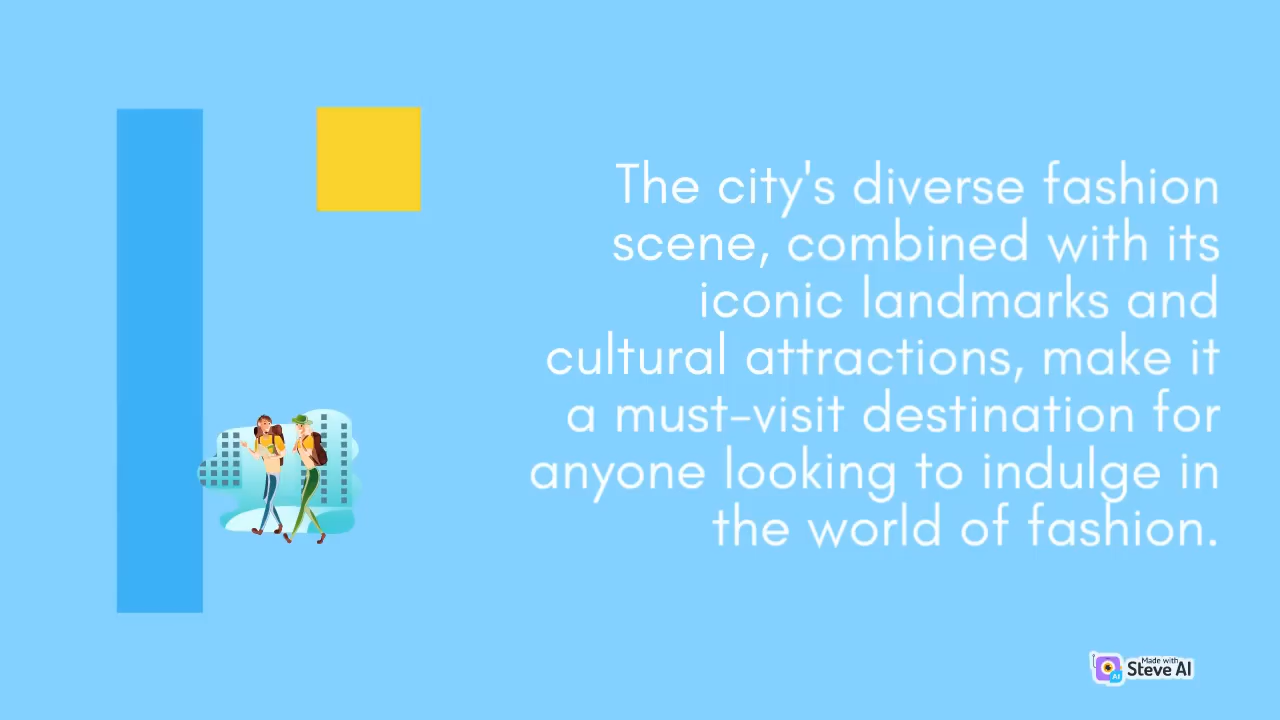 The city's diverse fashion
scene, combined with its
iconic landmarks and
cultural attractions, make it
a must-visit destination for
anyone looking to indulge in
the world of fashion.
Made with
Steve AI
AI